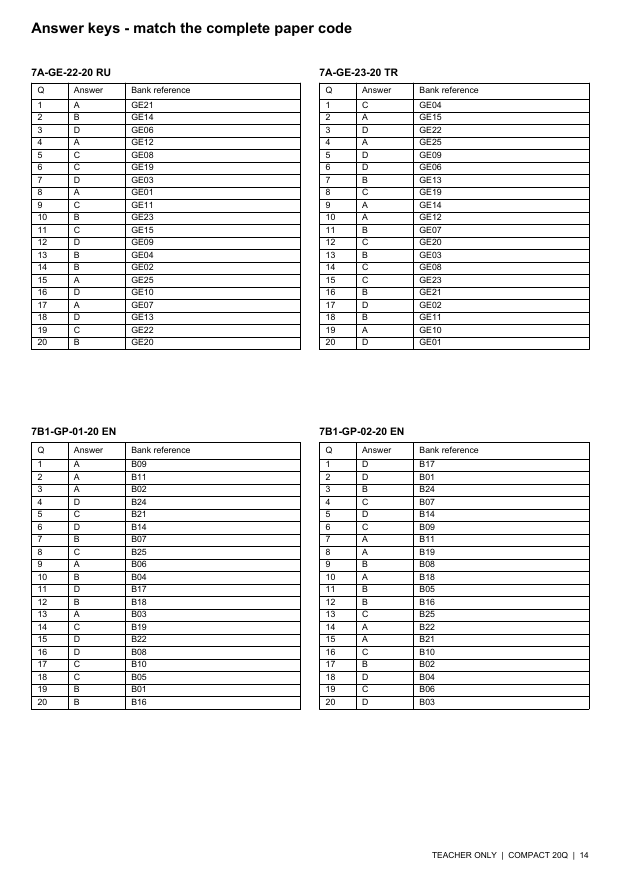 Answer keys - match the complete paper code
7A-GE-22-20 RU
Q Answer Bank reference
1 A GE21
2 B GE14
3 D GE06
4 A GE12
5 C GE08
6 C GE19
7 D GE03
8 A GE01
9 C GE11
10 B GE23
11 C GE15
12 D GE09
13 B GE04
14 B GE02
15 A GE25
16 D GE10
17 A GE07
18 D GE13
19 C GE22
20 B GE20
7A-GE-23-20 TR
Q Answer Bank reference
1 C GE04
2 A GE15
3 D GE22
4 A GE25
5 D GE09
6 D GE06
7 B GE13
8 C GE19
9 A GE14
10 A GE12
11 B GE07
12 C GE20
13 B GE03
14 C GE08
15 C GE23
16 B GE21
17 D GE02
18 B GE11
19 A GE10
20 D GE01
7B1-GP-01-20 EN
Q Answer Bank reference
1 A B09
2 A B11
3 A B02
4 D B24
5 C B21
6 D B14
7 B B07
8 C B25
9 A B06
10 B B04
11 D B17
12 B B18
13 A B03
14 C B19
15 D B22
16 D B08
17 C B10
18 C B05
19 B B01
20 B B16
7B1-GP-02-20 EN
Q Answer Bank reference
1 D B17
2 D B01
3 B B24
4 C B07
5 D B14
6 C B09
7 A B11
8 A B19
9 B B08
10 A B18
11 B B05
12 B B16
13 C B25
14 A B22
15 A B21
16 C B10
17 B B02
18 D B04
19 C B06
20 D B03
TEACHER ONLY | COMPACT 20Q | 14